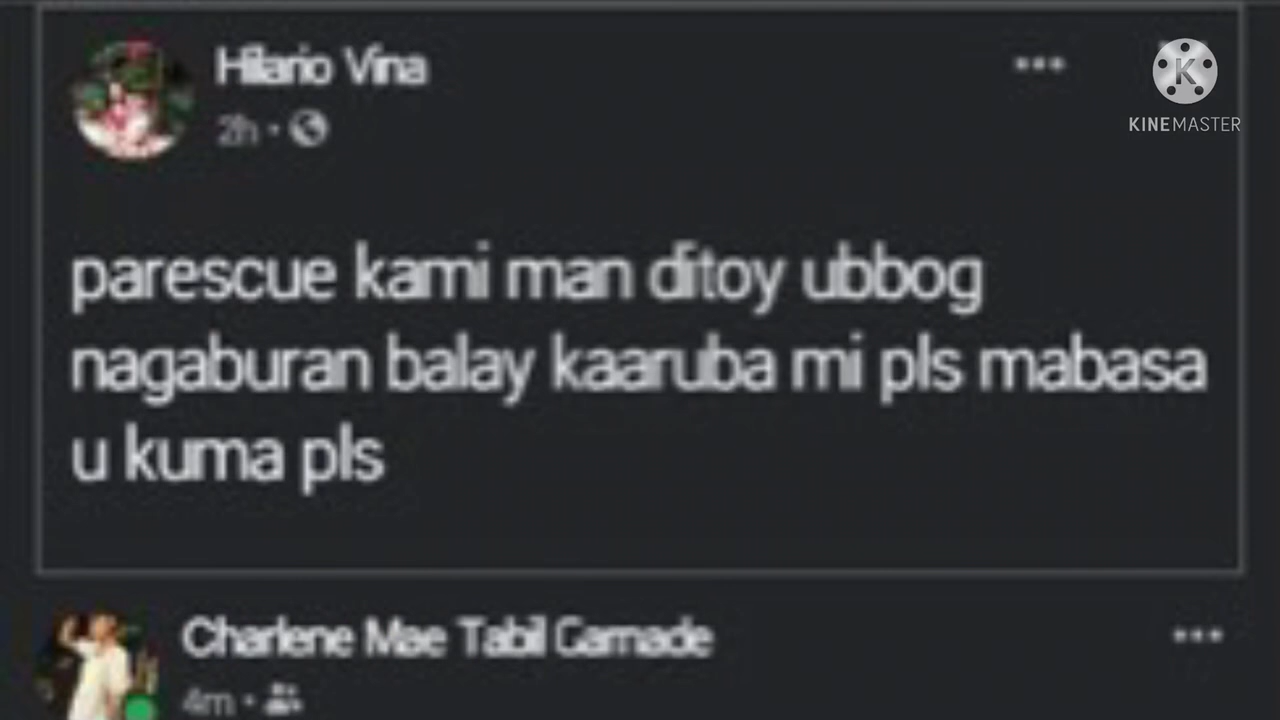 Hilario Vina
2h
KINEMASTER
parescue kami man ditoy ubbog
nagaburan balay kaaruba mi pls mabasa
u kuma pls
Charlene Mae Tabil Gamade
4m